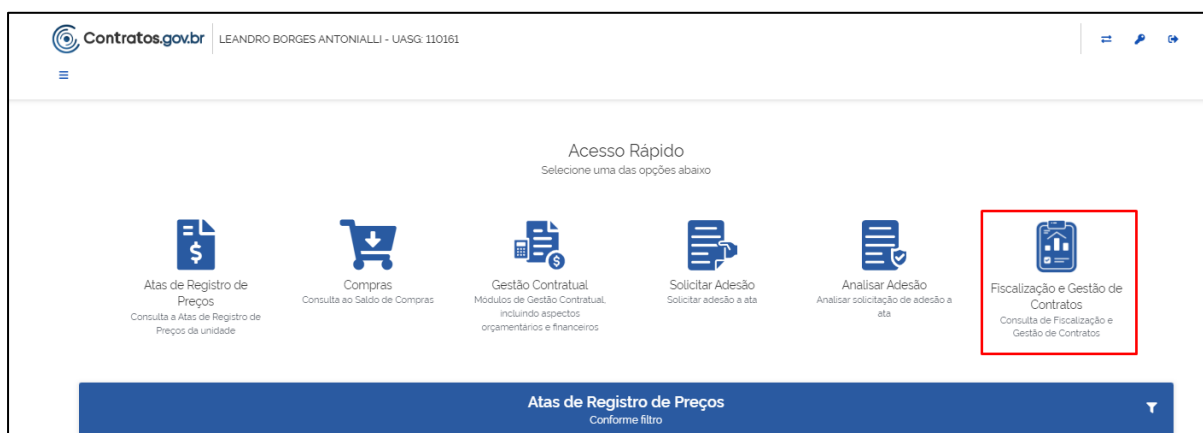 Contratos.gov.br
LEANDRO BORGES ANTONIALLI - UASG: 110161
Acesso Rápido
Selecione uma das opções abaixo
Atas de Registro de
Preços
Consulta a Atas de Registro de
Preços da unidade
Compras
Consulta ao Saldo de Compras
Gestão Contratual
Módulos de Gestão Contratual,
incluindo aspectos
orçamentários e financeiros
Solicitar Adesão
Solicitar adesão a ata
Analisar Adesão
Analisar solicitação de adesão a
ata
Fiscalização e Gestão de
Contratos
Consulta de Fiscalização e
Gestão de Contratos
Atas de Registro de Preços
Conforme filtro